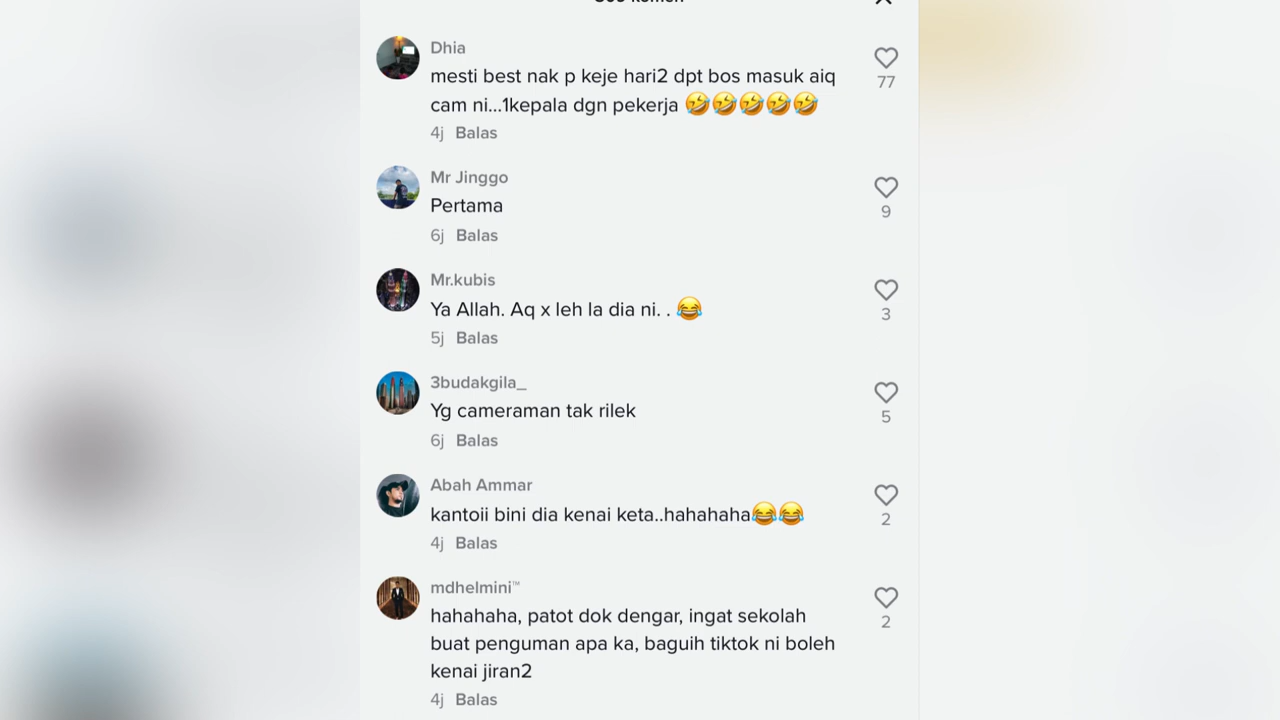 Dhia
mesti best nak p keje hari2 dpt bos masuk aiq
cam ni...1kepala dgn pekerja 🤣🤣🤣🤣🤣
77
4j Balas
Mr Jinggo
Pertama
9
6j Balas
Mr.kubis
Ya Allah. Aq x leh la dia ni. . 😂
3
5j Balas
3budakgila_
Yg cameraman tak rilek
5
6j Balas
Abah Ammar
kantoii bini dia kenai keta..hahahaha😂😂
2
4j Balas
mdhelmini™
hahahaha, patot dok dengar, ingat sekolah
buat penguman apa ka, baguih tiktok ni boleh
kenai jiran2
2
4j Balas